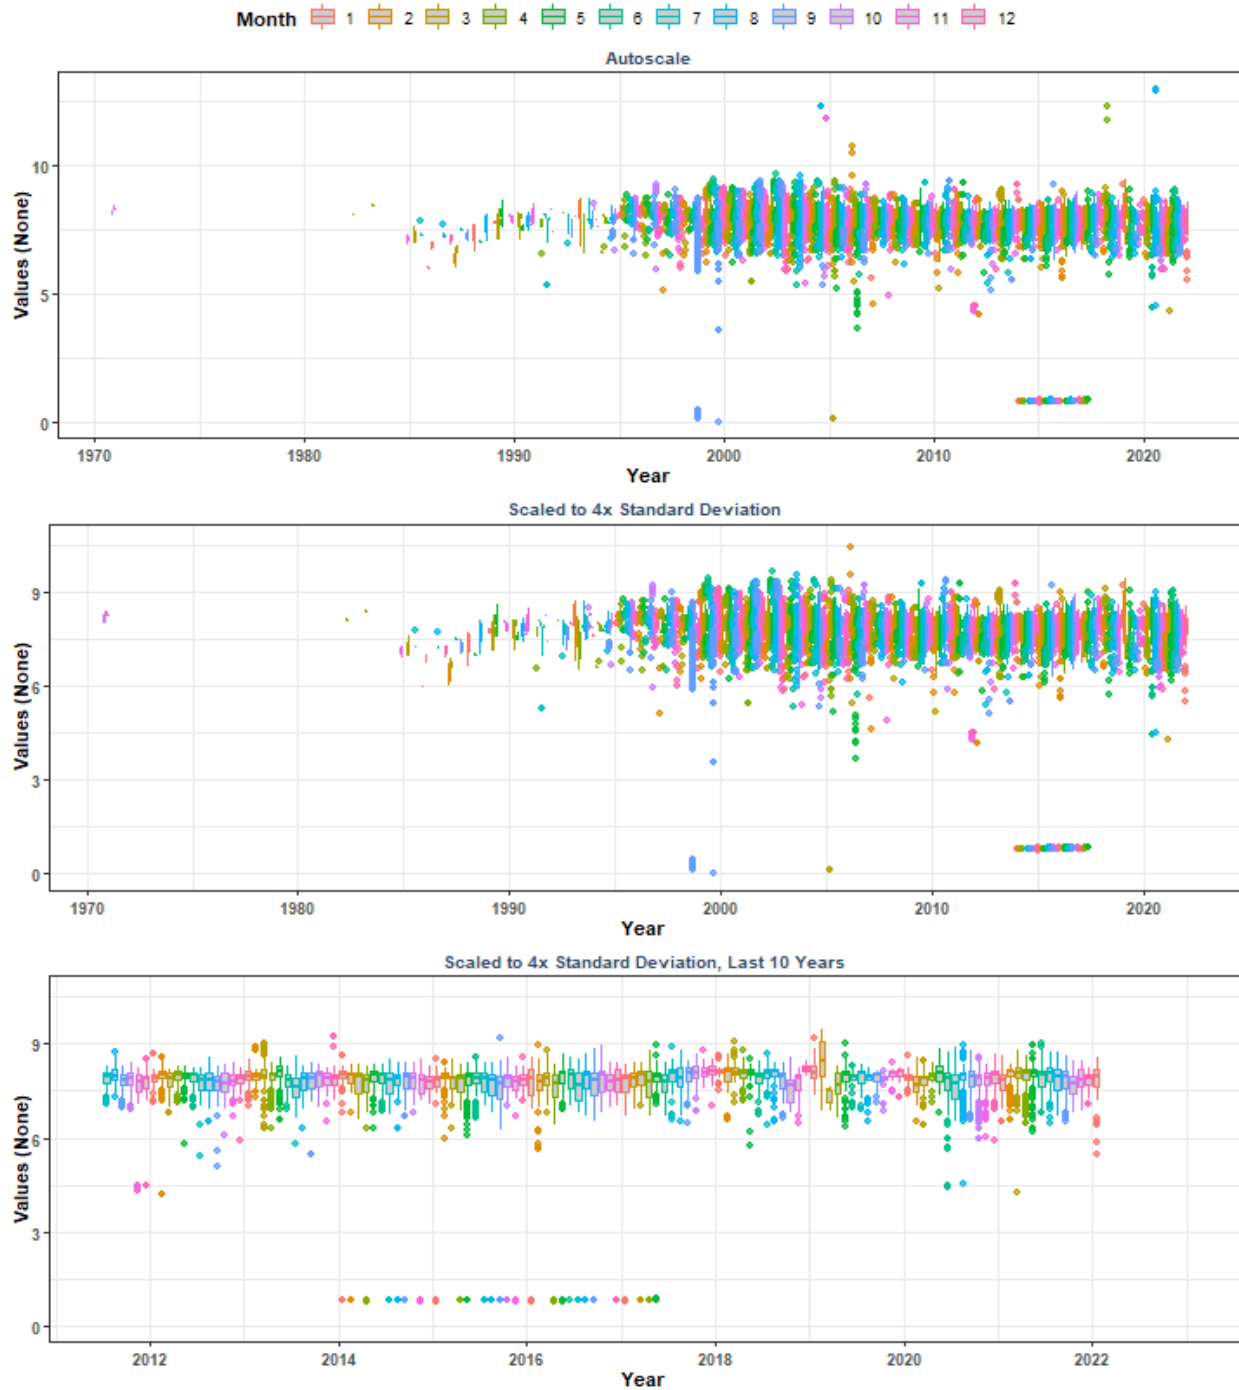 Month 1 2 3 4 5 6 7 8 9 10 11 12
Autoscale
Values (None)
10
5
0
1970 1980 1990 2000 2010 2020
Year
Scaled to 4x Standard Deviation
Values (None)
9
6
3
0
1970 1980 1990 2000 2010 2020
Year
Scaled to 4x Standard Deviation, Last 10 Years
Values (None)
9
6
3
0
2012 2014 2016 2018 2020 2022
Year